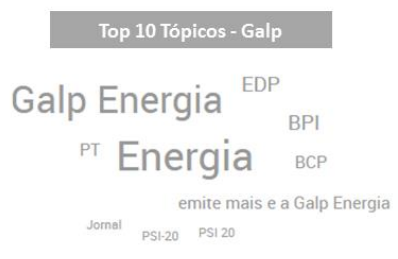 Top 10 Tópicos - Galp
EDP
Galp Energia
BPI
PT
Energia
BCP
emite mais e a Galp Energia
Jornal
PSI-20
PSI 20